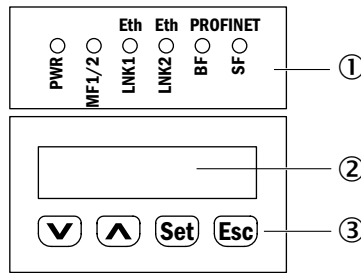 Eth Eth PROFINET
PWR MF1/2 LNK1 LNK2 BF SF
①
②
Set Esc
③